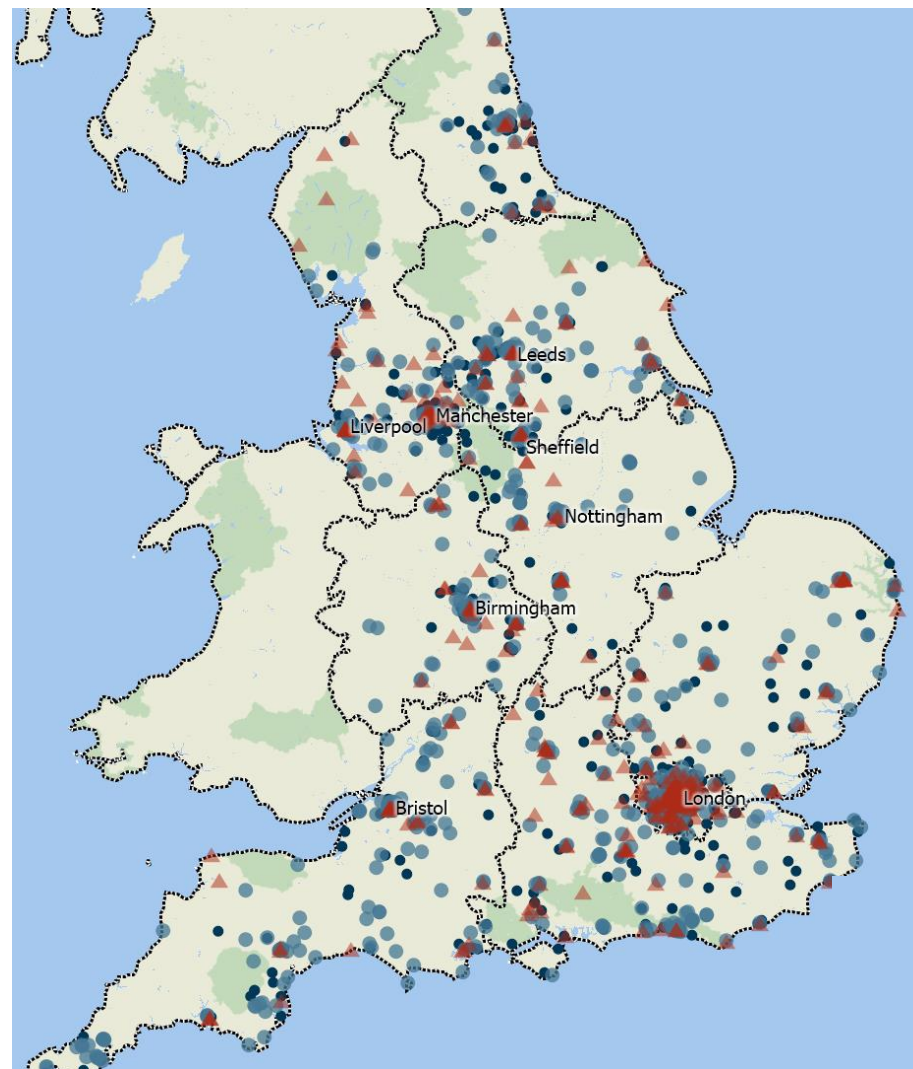 Leeds
Manchester
Liverpool
Sheffield
Nottingham
Birmingham
London
Bristol